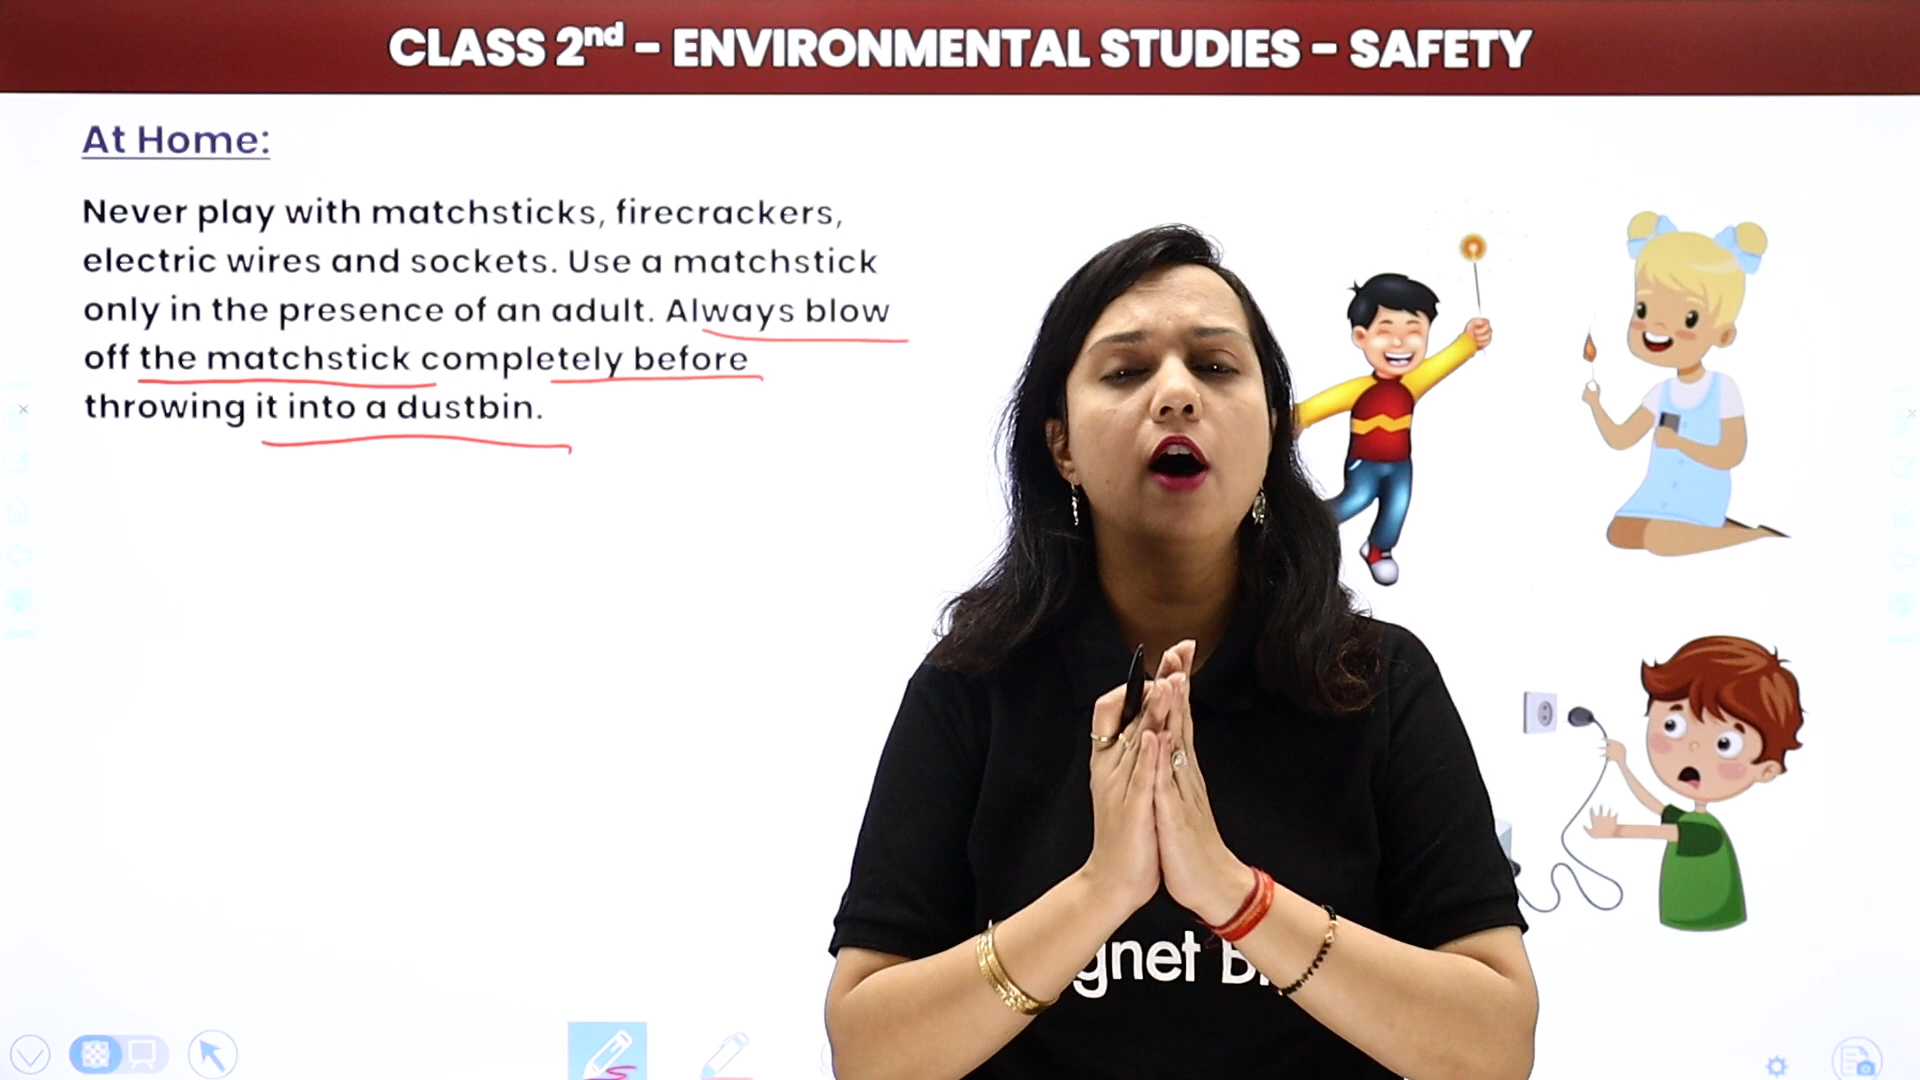 CLASS 2nd - ENVIRONMENTAL STUDIES - SAFETY
At Home:
Never play with matchsticks, firecrackers,
electric wires and sockets. Use a matchstick
only in the presence of an adult. Always blow
off the matchstick completely before
throwing it into a dustbin.